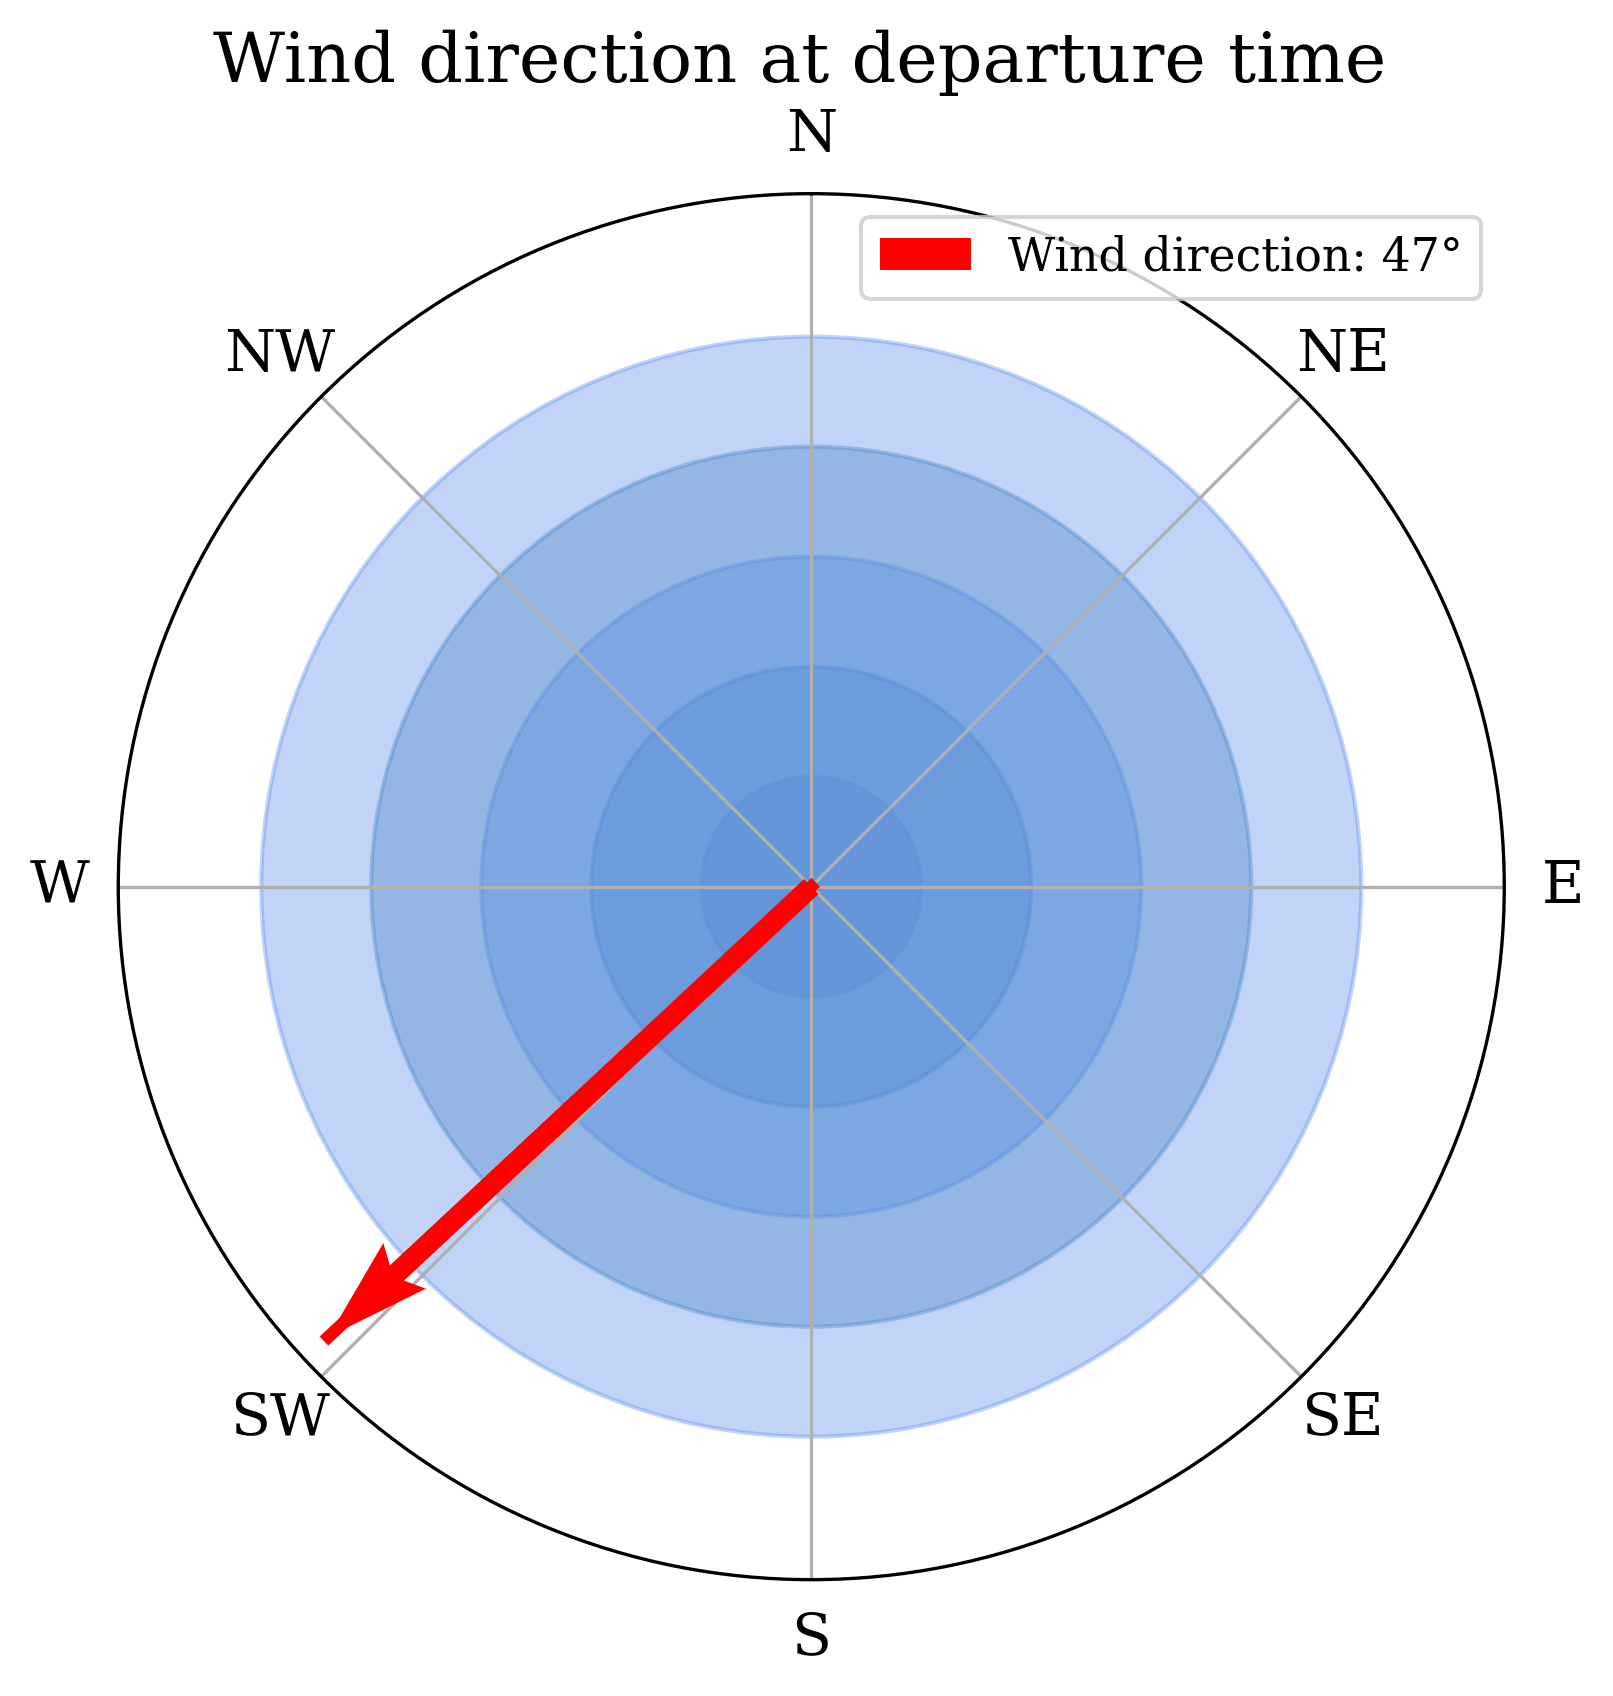 Wind direction at departure time
N
Wind direction: 47°
NW
NE
W
E
SW
SE
S